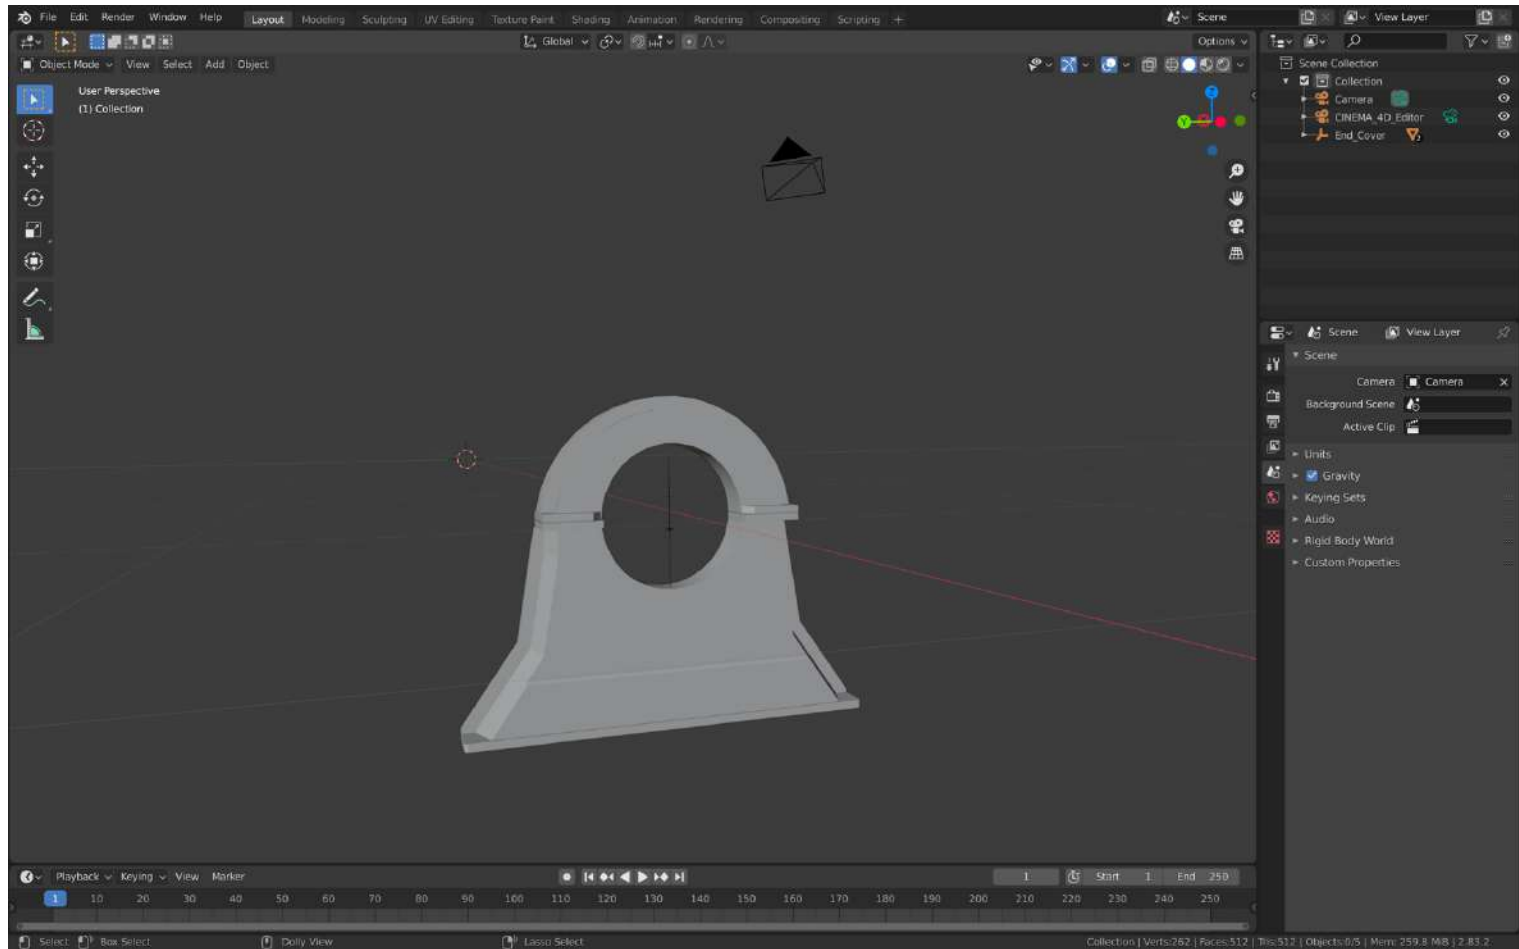 File Edit Render Window Help Layout Modeling Sculpting UV Editing Texture Paint Shading Animation Rendering Compositing Scripting + Scene View Layer
Global Options
Object Mode View Select Add Object
User Perspective
(1) Collection
Z
Y
Scene Collection
Collection
Camera
CINEMA_4D_Editor
End_Cover
Scene View Layer
Scene
Camera Camera
Background Scene
Active Clip
Units
Gravity
Keying Sets
Audio
Rigid Body World
Custom Properties
Playback Keying View Marker 1 Start 1 End 250
1 10 20 30 40 50 60 70 80 90 100 110 120 130 140 150 160 170 180 190 200 210 220 230 240 250
Select Box Select Dolly View Lasso Select Collection | Verts:262 | Faces:512 | Tris:512 | Objects:0/5 | Mem: 259.8 MiB | 2.83.2